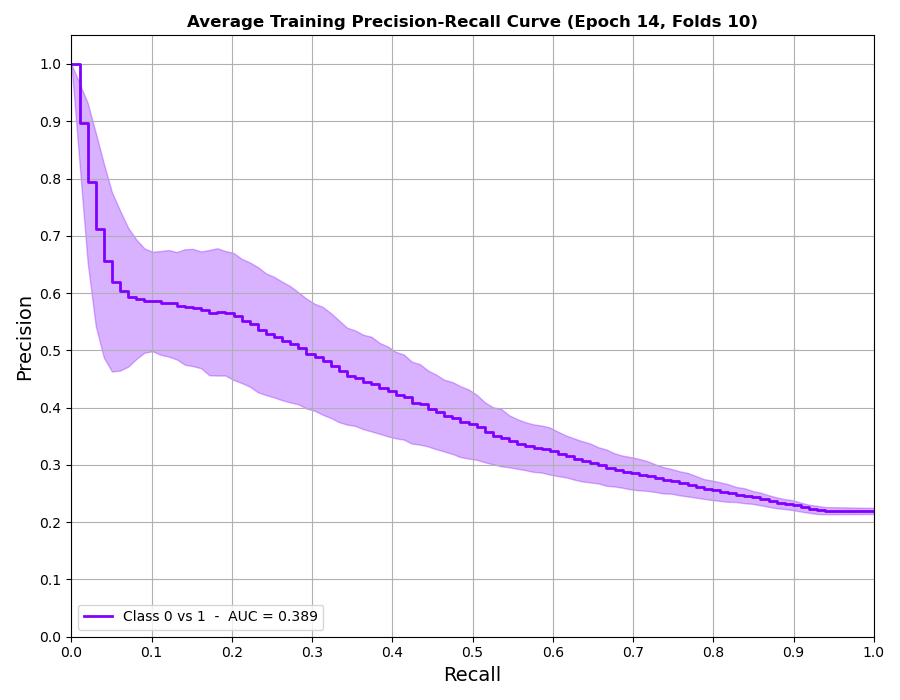 Average Training Precision-Recall Curve (Epoch 14, Folds 10)
Precision
1.0
0.9
0.8
0.7
0.6
0.5
0.4
0.3
0.2
0.1
0.0
Class 0 vs 1 - AUC = 0.389
0.0 0.1 0.2 0.3 0.4 0.5 0.6 0.7 0.8 0.9 1.0
Recall